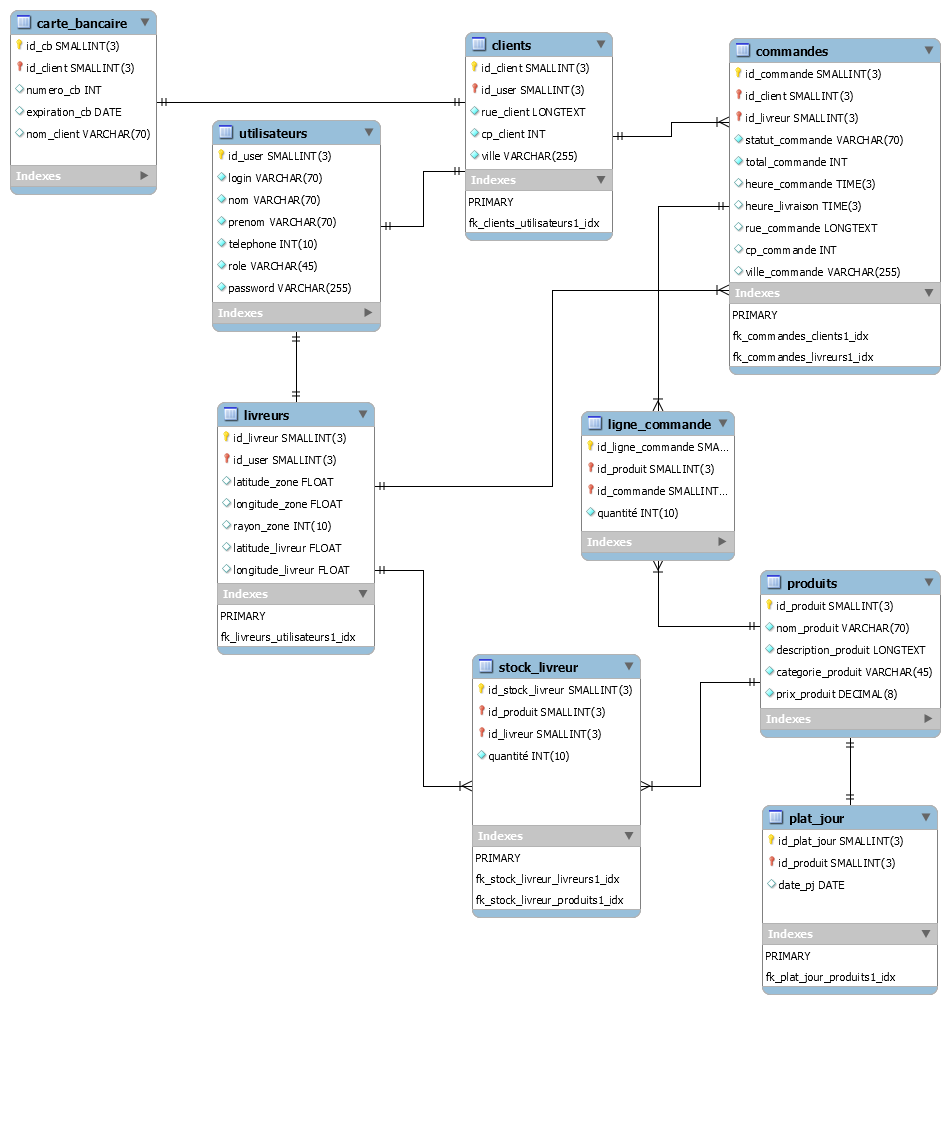 carte_bancaire
id_cb SMALLINT(3)
id_client SMALLINT(3)
numero_cb INT
expiration_cb DATE
nom_client VARCHAR(70)
Indexes
utilisateurs
id_user SMALLINT(3)
login VARCHAR(70)
nom VARCHAR(70)
prenom VARCHAR(70)
telephone INT(10)
role VARCHAR(45)
password VARCHAR(255)
Indexes
clients
id_client SMALLINT(3)
id_user SMALLINT(3)
rue_client LONGTEXT
cp_client INT
ville VARCHAR(255)
Indexes
PRIMARY
fk_clients_utilisateurs1_idx
commandes
id_commande SMALLINT(3)
id_client SMALLINT(3)
id_livreur SMALLINT(3)
statut_commande VARCHAR(70)
total_commande INT
heure_commande TIME(3)
heure_livraison TIME(3)
rue_commande LONGTEXT
cp_commande INT
ville_commande VARCHAR(255)
Indexes
PRIMARY
fk_commandes_clients1_idx
fk_commandes_livreurs1_idx
livreurs
id_livreur SMALLINT(3)
id_user SMALLINT(3)
latitude_zone FLOAT
longitude_zone FLOAT
rayon_zone INT(10)
latitude_livreur FLOAT
longitude_livreur FLOAT
Indexes
PRIMARY
fk_livreurs_utilisateurs1_idx
ligne_commande
id_ligne_commande SMA...
id_produit SMALLINT(3)
id_commande SMALLINT...
quantité INT(10)
Indexes
produits
id_produit SMALLINT(3)
nom_produit VARCHAR(70)
description_produit LONGTEXT
categorie_produit VARCHAR(45)
prix_produit DECIMAL(8)
Indexes
stock_livreur
id_stock_livreur SMALLINT(3)
id_produit SMALLINT(3)
id_livreur SMALLINT(3)
quantité INT(10)
Indexes
PRIMARY
fk_stock_livreur_livreurs1_idx
fk_stock_livreur_produits1_idx
plat_jour
id_plat_jour SMALLINT(3)
id_produit SMALLINT(3)
date_pj DATE
Indexes
PRIMARY
fk_plat_jour_produits1_idx